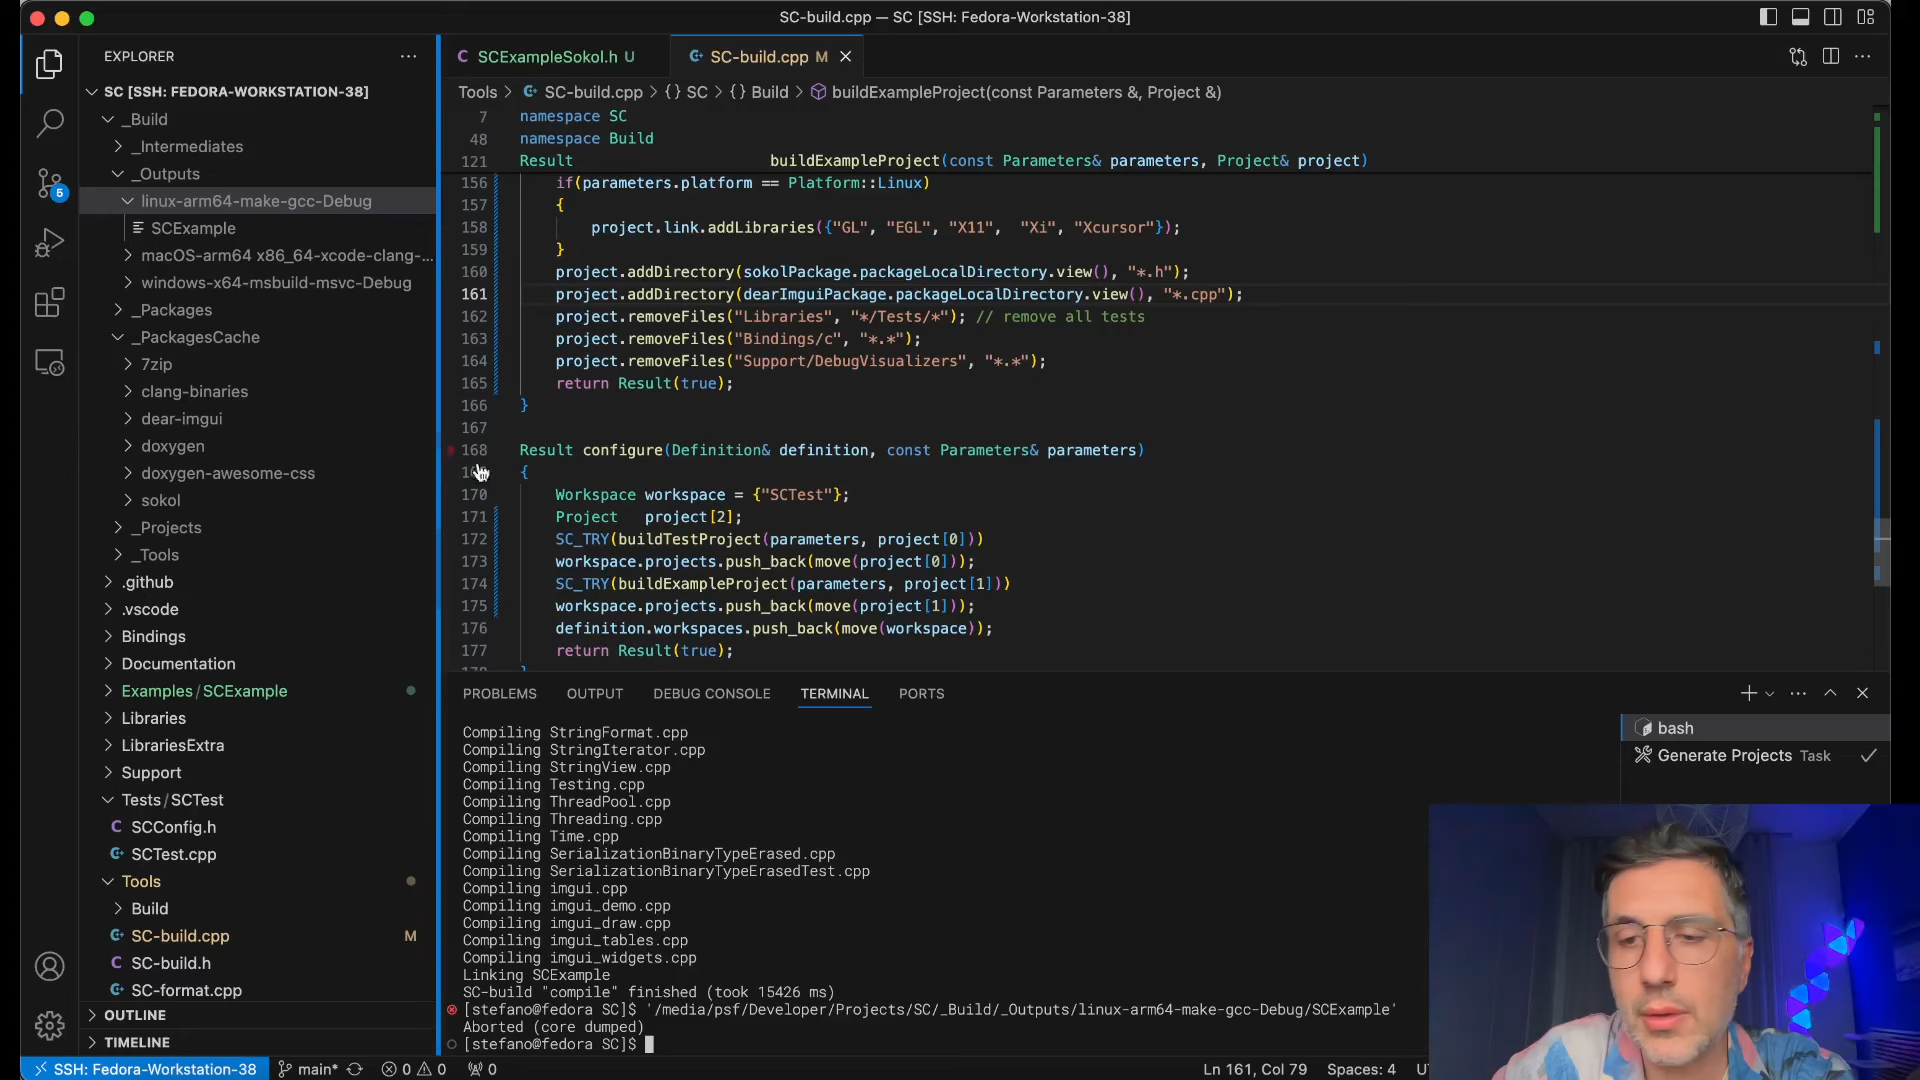 SC-build.cpp — SC [SSH: Fedora-Workstation-38]
EXPLORER
SC [SSH: FEDORA-WORKSTATION-38]
_Build
_Intermediates
_Outputs
linux-arm64-make-gcc-Debug
SCExample
macOS-arm64 x86_64-xcode-clang-...
windows-x64-msbuild-msvc-Debug
_Packages
_PackagesCache
7zip
clang-binaries
dear-imgui
doxygen
doxygen-awesome-css
sokol
_Projects
_Tools
.github
.vscode
Bindings
Documentation
Examples/SCExample
Libraries
LibrariesExtra
Support
Tests/SCTest
SCConfig.h
SCTest.cpp
Tools
Build
SC-build.cpp M
SC-build.h
SC-format.cpp
OUTLINE
TIMELINE
5
SCExampleSokol.h U
SC-build.cpp M
Tools > SC-build.cpp > {} SC > {} Build > buildExampleProject(const Parameters &, Project &)
7 namespace SC
48 namespace Build
121 Result buildExampleProject(const Parameters& parameters, Project& project)
156 if(parameters.platform == Platform::Linux)
157 {
158 project.link.addLibraries({"GL", "EGL", "X11", "Xi", "Xcursor"});
159 }
160 project.addDirectory(sokolPackage.packageLocalDirectory.view(), "*.h");
161 project.addDirectory(dearImguiPackage.packageLocalDirectory.view(), "*.cpp");
162 project.removeFiles("Libraries", "*/Tests/*"); // remove all tests
163 project.removeFiles("Bindings/c", "*.*");
164 project.removeFiles("Support/DebugVisualizers", "*.*");
165 return Result(true);
166 }
167
168 Result configure(Definition& definition, const Parameters& parameters)
{
170 Workspace workspace = {"SCTest"};
171 Project project[2];
172 SC_TRY(buildTestProject(parameters, project[0]))
173 workspace.projects.push_back(move(project[0]));
174 SC_TRY(buildExampleProject(parameters, project[1]))
175 workspace.projects.push_back(move(project[1]));
176 definition.workspaces.push_back(move(workspace));
177 return Result(true);
PROBLEMS OUTPUT DEBUG CONSOLE TERMINAL PORTS
Compiling StringFormat.cpp
Compiling StringIterator.cpp
Compiling StringView.cpp
Compiling Testing.cpp
Compiling ThreadPool.cpp
Compiling Threading.cpp
Compiling Time.cpp
Compiling SerializationBinaryTypeErased.cpp
Compiling SerializationBinaryTypeErasedTest.cpp
Compiling imgui.cpp
Compiling imgui_demo.cpp
Compiling imgui_draw.cpp
Compiling imgui_tables.cpp
Compiling imgui_widgets.cpp
Linking SCExample
SC-build "compile" finished (took 15426 ms)
[stefano@fedora SC]$ '/media/psf/Developer/Projects/SC/_Build/_Outputs/linux-arm64-make-gcc-Debug/SCExample'
Aborted (core dumped)
[stefano@fedora SC]$
bash
Generate Projects Task
SSH: Fedora-Workstation-38 main* 0 0 0 Ln 161, Col 79 Spaces: 4